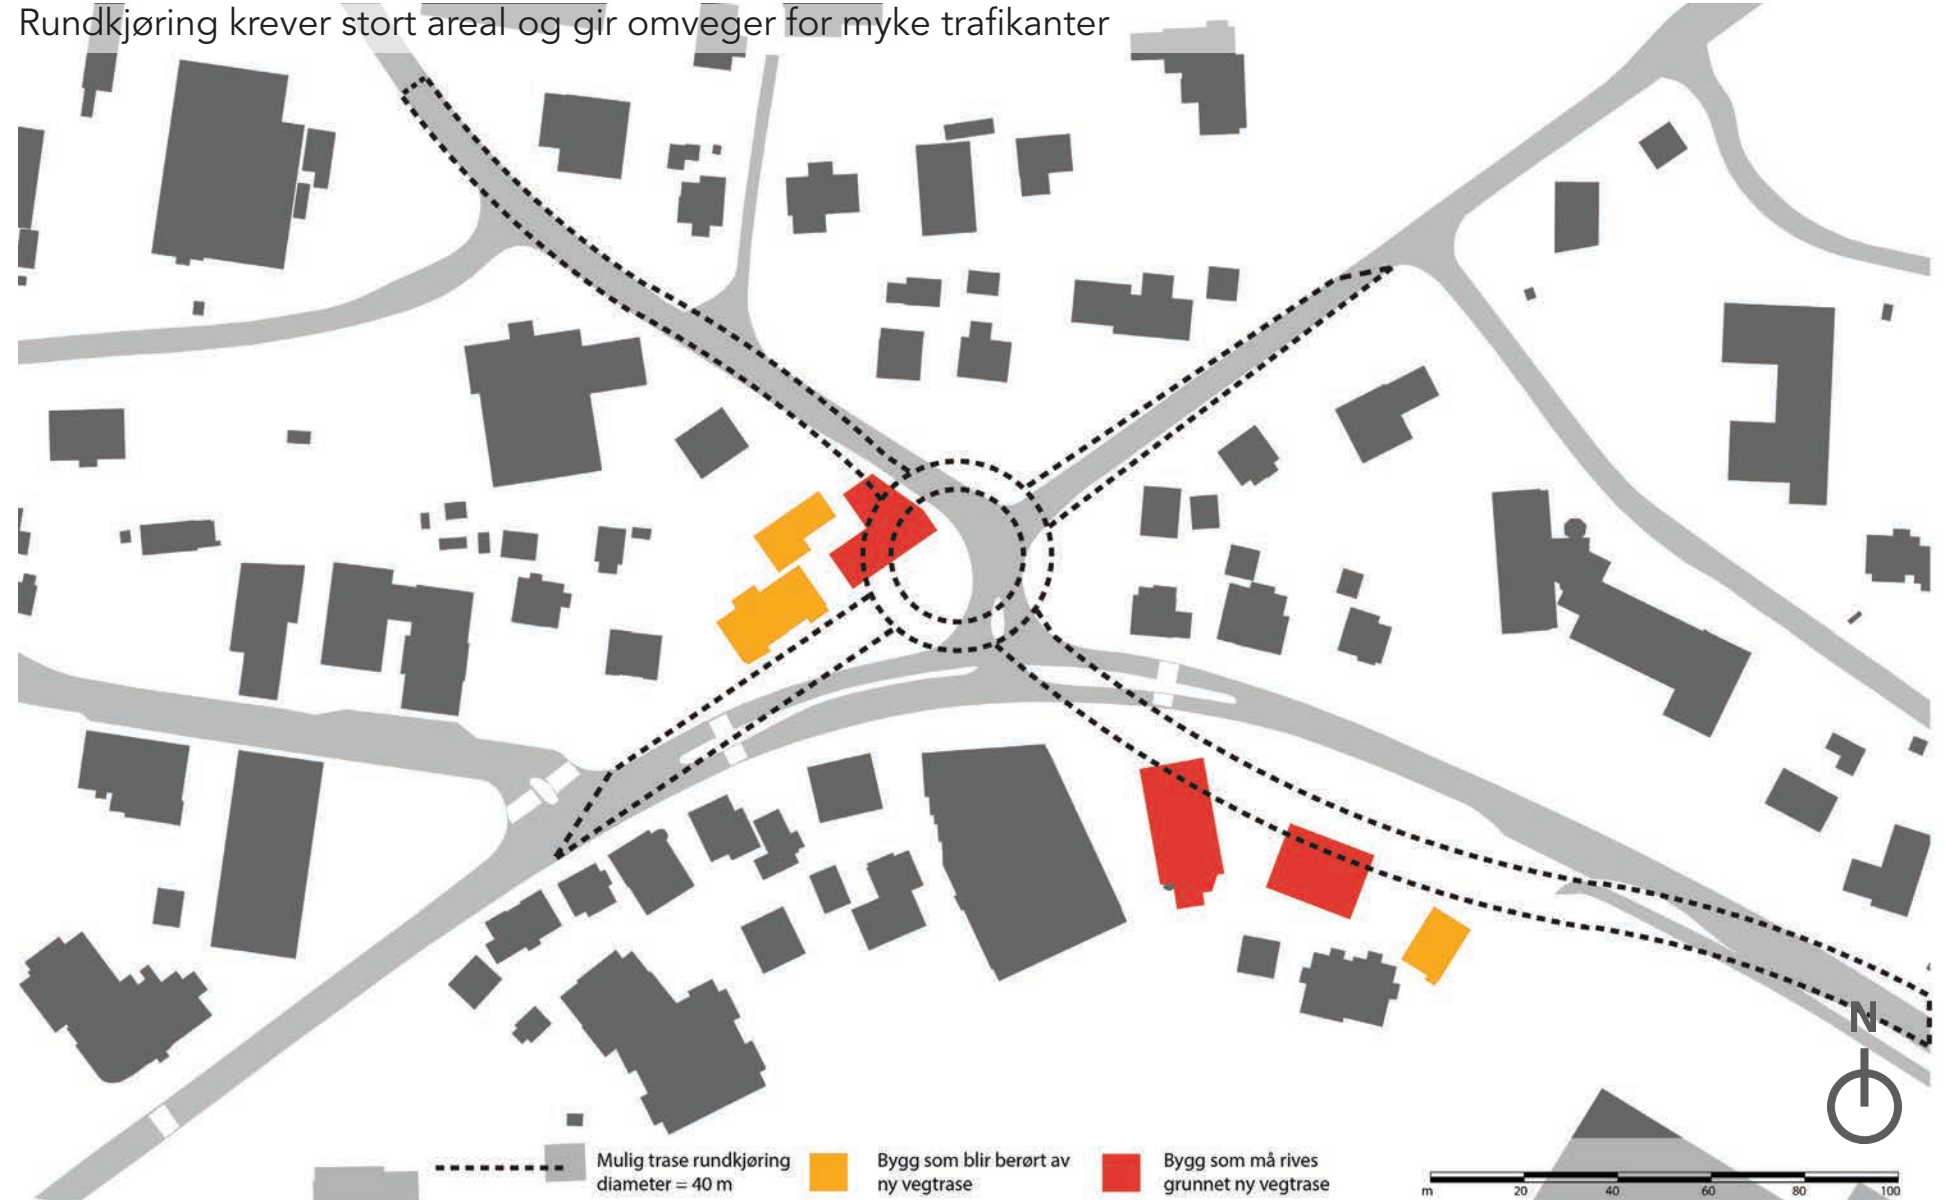 Rundkjøring krever stort areal og gir omveger for myke trafikanter
N
Mulig trase rundkjøring
diameter = 40 m
Bygg som blir berørt av
ny vegtrase
Bygg som må rives
grunnet ny vegtrase
m 20 40 60 80 100